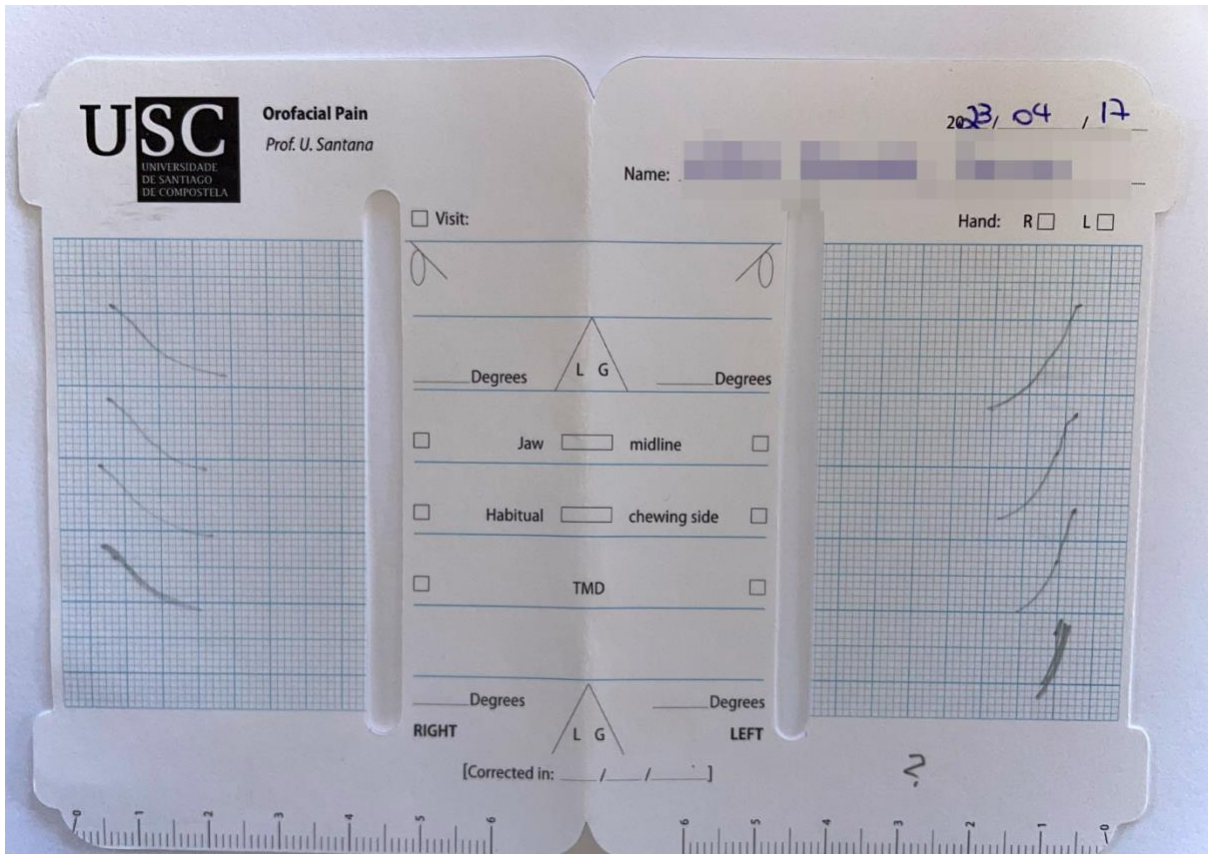 USC
UNIVERSIDADE
DE SANTIAGO
DE COMPOSTELA
Orofacial Pain
Prof. U. Santana
2023/ 04 / 17
Name:
Hand: R L
Visit:
L G
Degrees Degrees
Jaw midline
Habitual chewing side
TMD
Degrees Degrees
RIGHT L G LEFT
[Corrected in: / / ]
?
0 1 2 3 4 5 6
6 5 4 3 2 1 0